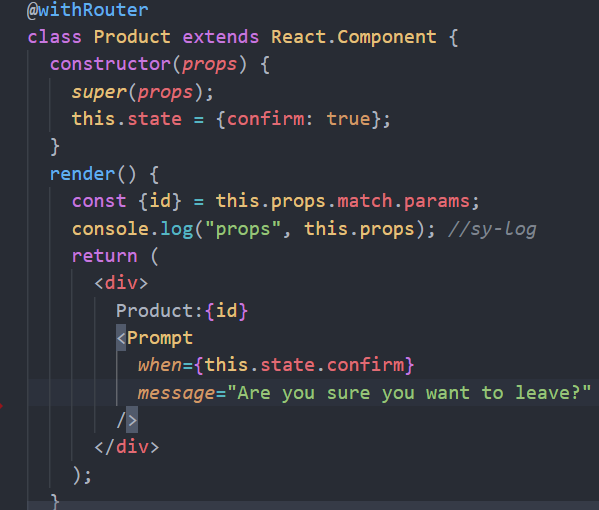 @withRouter
class Product extends React.Component {
  constructor(props) {
    super(props);
    this.state = {confirm: true};
  }
  render() {
    const {id} = this.props.match.params;
    console.log("props", this.props); //sy-log
    return (
      <div>
        Product:{id}
        <Prompt
          when={this.state.confirm}
          message="Are you sure you want to leave?"
        />
      </div>
    );
  }